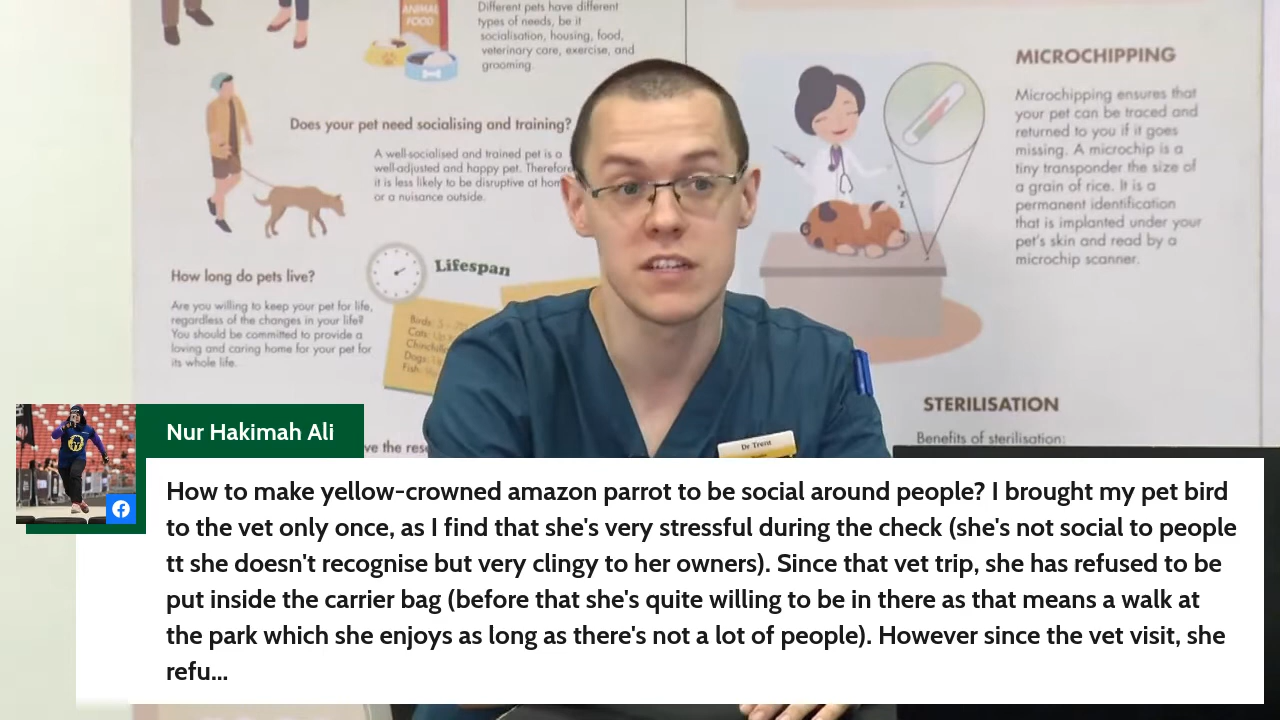 ANIMAL
FOOD
Different pets have different
types of needs, be it
socialisation, housing, food,
veterinary care, exercise, and
grooming.
Does your pet need socialising and training?
A well-socialised and trained pet is a
well-adjusted and happy pet. Therefore
it is less likely to be disruptive at hom
or a nuisance outside.
How long do pets live?
Are you willing to keep your pet for life,
regardless of the changes in your life?
You should be committed to provide a
loving and caring home for your pet for
its whole life.
Lifespan
Birds:
Cats:
Chinchilla
Dogs:
Fish:
MICROCHIPPING
Microchipping ensures that
your pet can be traced and
returned to you if it goes
missing. A microchip is a
tiny transponder the size of
a grain of rice. It is a
permanent identification
that is implanted under your
pet's skin and read by a
microchip scanner.
STERILISATION
Benefits of sterilisation:
ve the res
Dr Trent
Nur Hakimah Ali
How to make yellow-crowned amazon parrot to be social around people? I brought my pet bird
to the vet only once, as I find that she's very stressful during the check (she's not social to people
tt she doesn't recognise but very clingy to her owners). Since that vet trip, she has refused to be
put inside the carrier bag (before that she's quite willing to be in there as that means a walk at
the park which she enjoys as long as there's not a lot of people). However since the vet visit, she
refu...